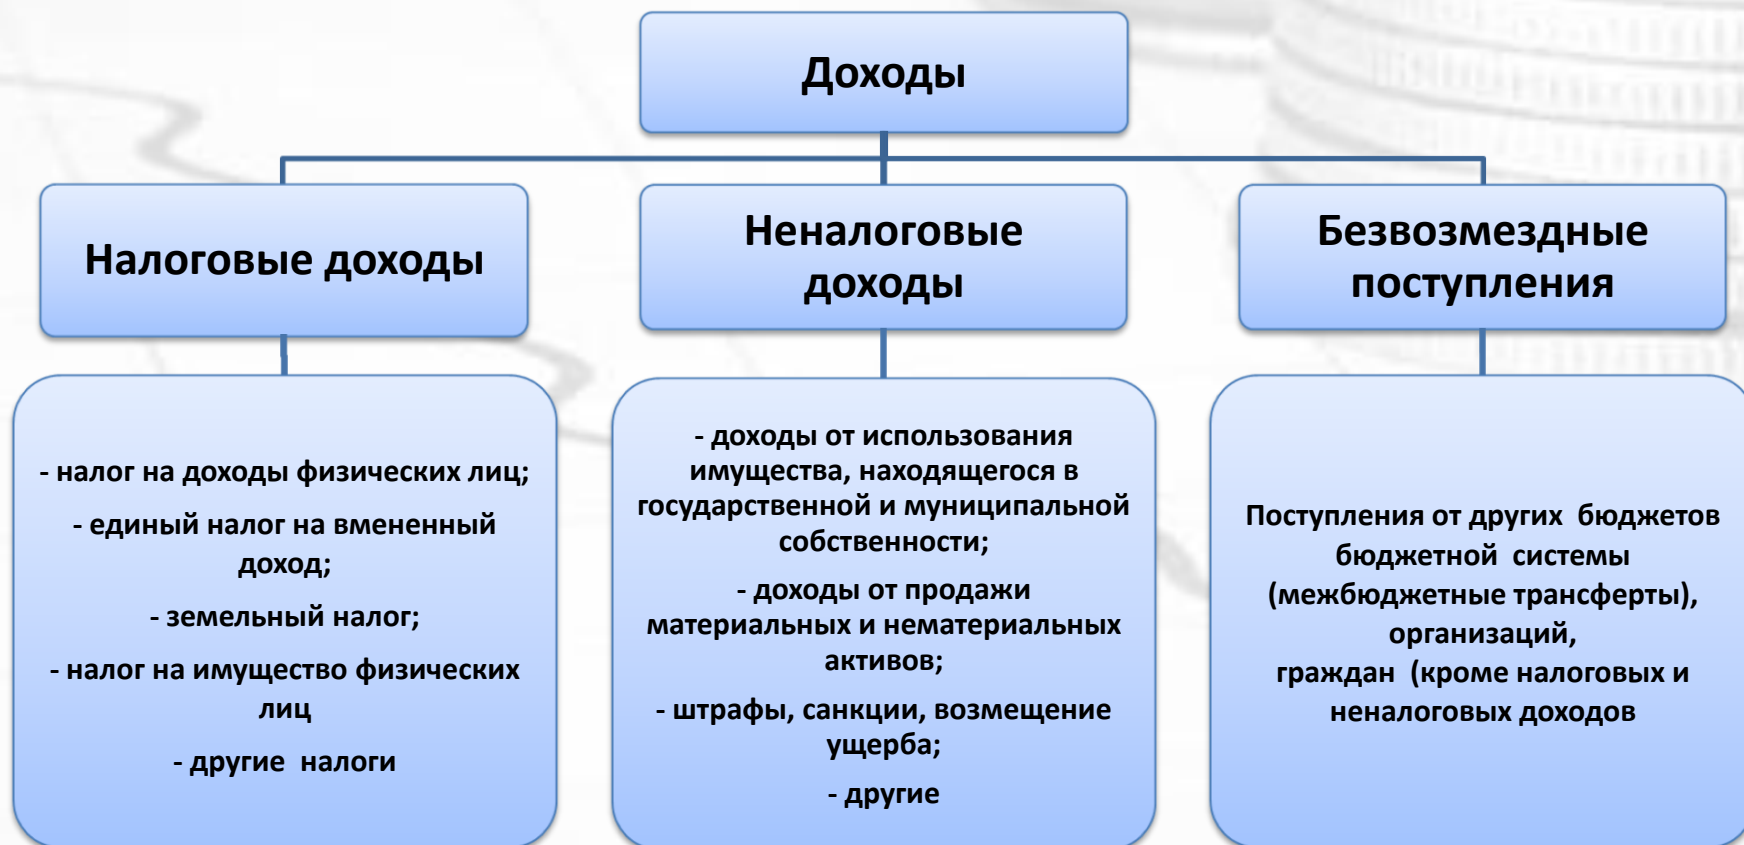 Доходы
Налоговые доходы
Неналоговые
доходы
Безвозмездные
поступления
- налог на доходы физических лиц;
- единый налог на вмененный
доход;
- земельный налог;
- налог на имущество физических
лиц
- другие  налоги
- доходы от использования
имущества, находящегося в
государственной и муниципальной
собственности;
- доходы от продажи
материальных и нематериальных
активов;
- штрафы, санкции, возмещение
ущерба;
- другие
Поступления от других  бюджетов
бюджетной  системы
(межбюджетные трансферты),
организаций,
граждан  (кроме налоговых и
неналоговых доходов